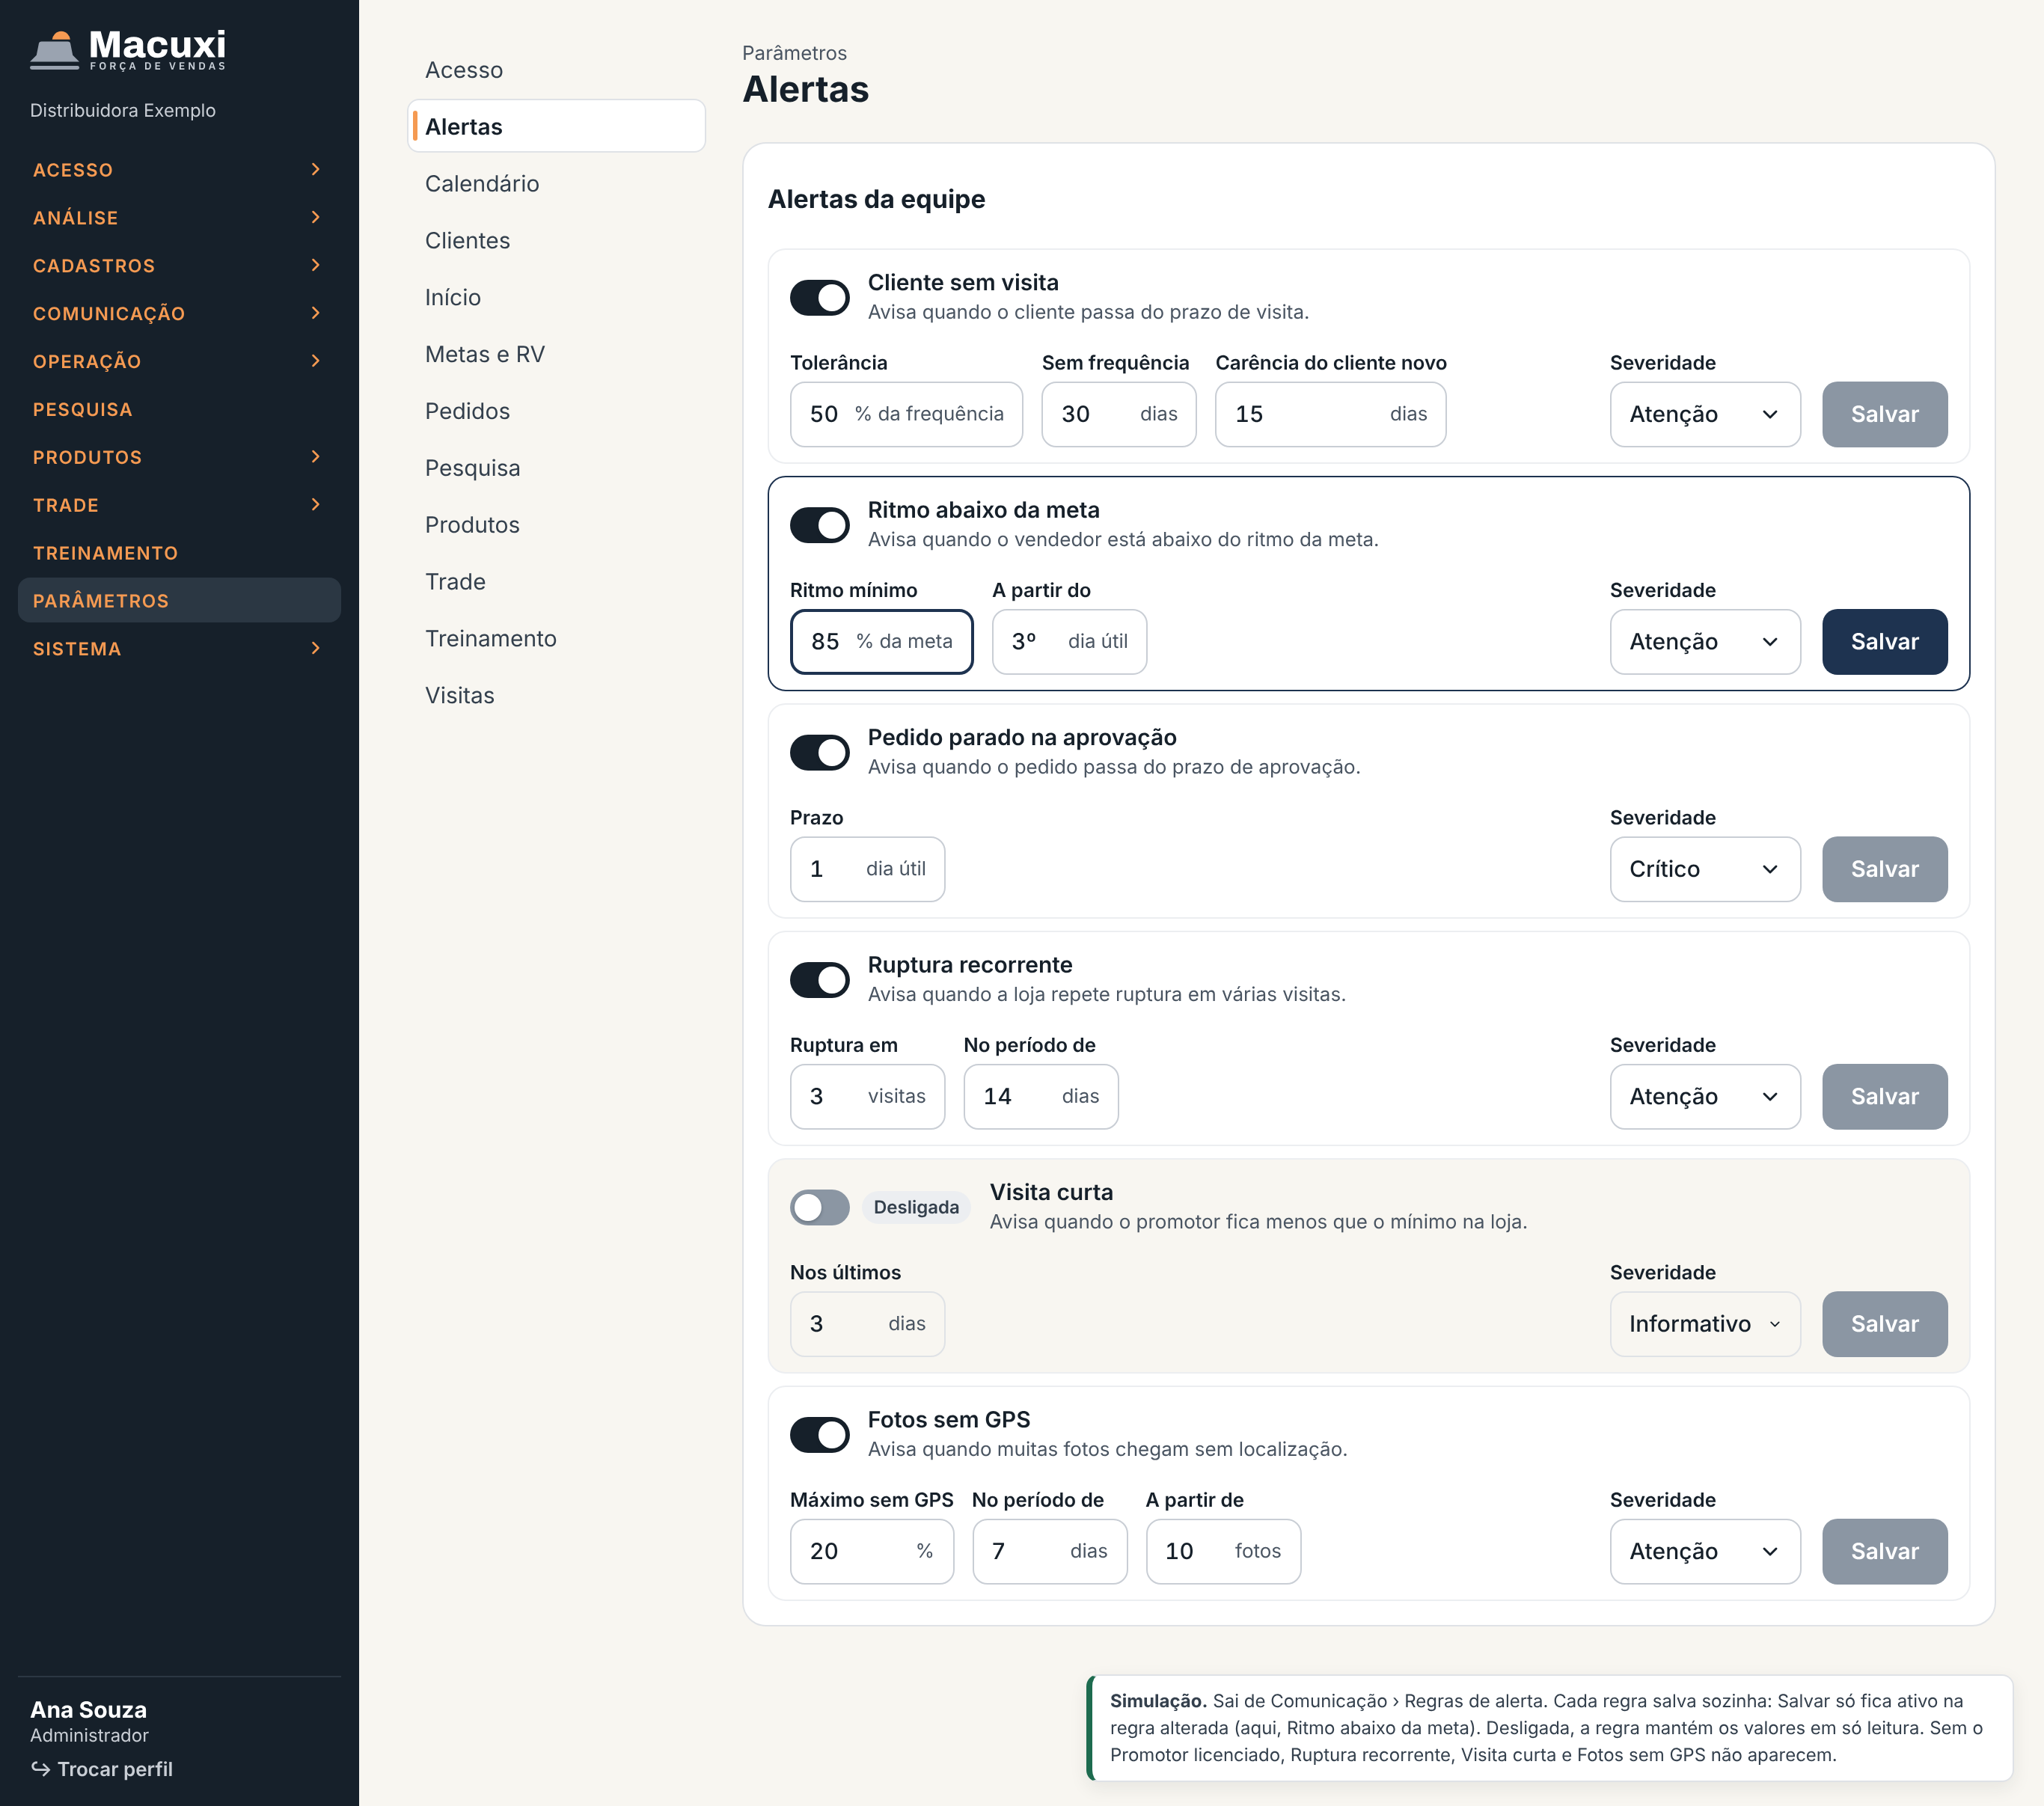 Macuxi
FORÇA DE VENDAS
Distribuidora Exemplo
ACESSO
ANÁLISE
CADASTROS
COMUNICAÇÃO
OPERAÇÃO
PESQUISA
PRODUTOS
TRADE
TREINAMENTO
PARÂMETROS
SISTEMA
Ana Souza
Administrador
Trocar perfil
Acesso
Alertas
Calendário
Clientes
Início
Metas e RV
Pedidos
Pesquisa
Produtos
Trade
Treinamento
Visitas
Parâmetros
Alertas
Alertas da equipe
Cliente sem visita
Avisa quando o cliente passa do prazo de visita.
Tolerância Sem frequência Carência do cliente novo Severidade
50 % da frequência 30 dias 15 dias Atenção Salvar
Ritmo abaixo da meta
Avisa quando o vendedor está abaixo do ritmo da meta.
Ritmo mínimo A partir do Severidade
85 % da meta 3º dia útil Atenção Salvar
Pedido parado na aprovação
Avisa quando o pedido passa do prazo de aprovação.
Prazo Severidade
1 dia útil Crítico Salvar
Ruptura recorrente
Avisa quando a loja repete ruptura em várias visitas.
Ruptura em No período de Severidade
3 visitas 14 dias Atenção Salvar
Desligada Visita curta
Avisa quando o promotor fica menos que o mínimo na loja.
Nos últimos Severidade
3 dias Informativo Salvar
Fotos sem GPS
Avisa quando muitas fotos chegam sem localização.
Máximo sem GPS No período de A partir de Severidade
20 % 7 dias 10 fotos Atenção Salvar
Simulação. Sai de Comunicação › Regras de alerta. Cada regra salva sozinha: Salvar só fica ativo na
regra alterada (aqui, Ritmo abaixo da meta). Desligada, a regra mantém os valores em só leitura. Sem o
Promotor licenciado, Ruptura recorrente, Visita curta e Fotos sem GPS não aparecem.